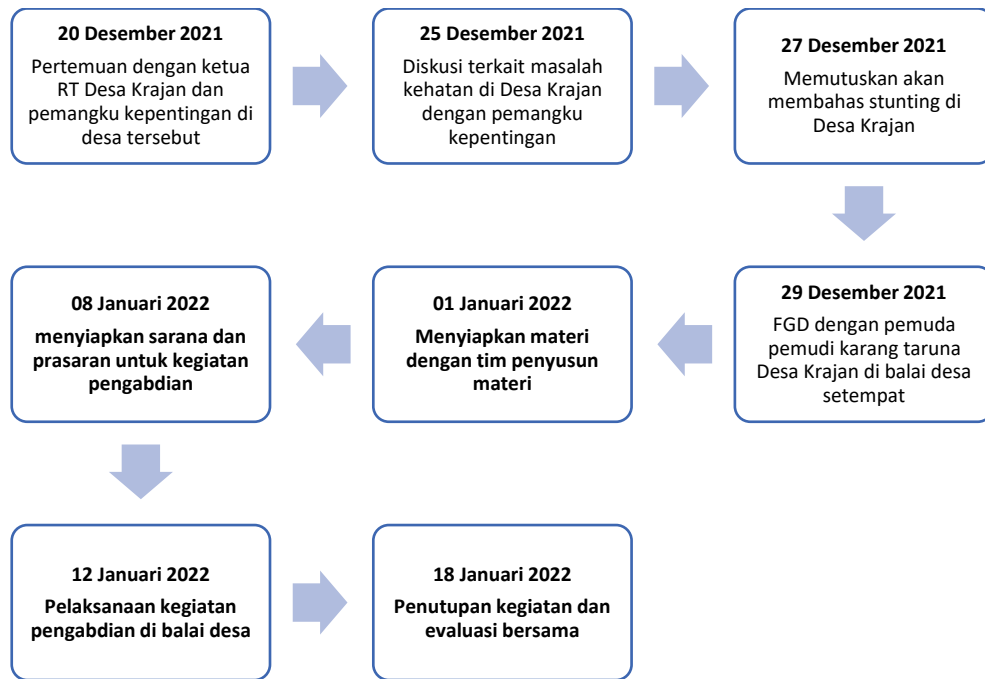 20 Desember 2021
Pertemuan dengan ketua
RT Desa Krajan dan
pemangku kepentingan di
desa tersebut
25 Desember 2021
Diskusi terkait masalah
kehatan di Desa Krajan
dengan pemangku
kepentingan
27 Desember 2021
Memutuskan akan
membahas stunting di
Desa Krajan
29 Desember 2021
FGD dengan pemuda
pemudi karang taruna
Desa Krajan di balai desa
setempat
01 Januari 2022
Menyiapkan materi
dengan tim penyusun
materi
08 Januari 2022
menyiapkan sarana dan
prasaran untuk kegiatan
pengabdian
12 Januari 2022
Pelaksanaan kegiatan
pengabdian di balai desa
18 Januari 2022
Penutupan kegiatan dan
evaluasi bersama